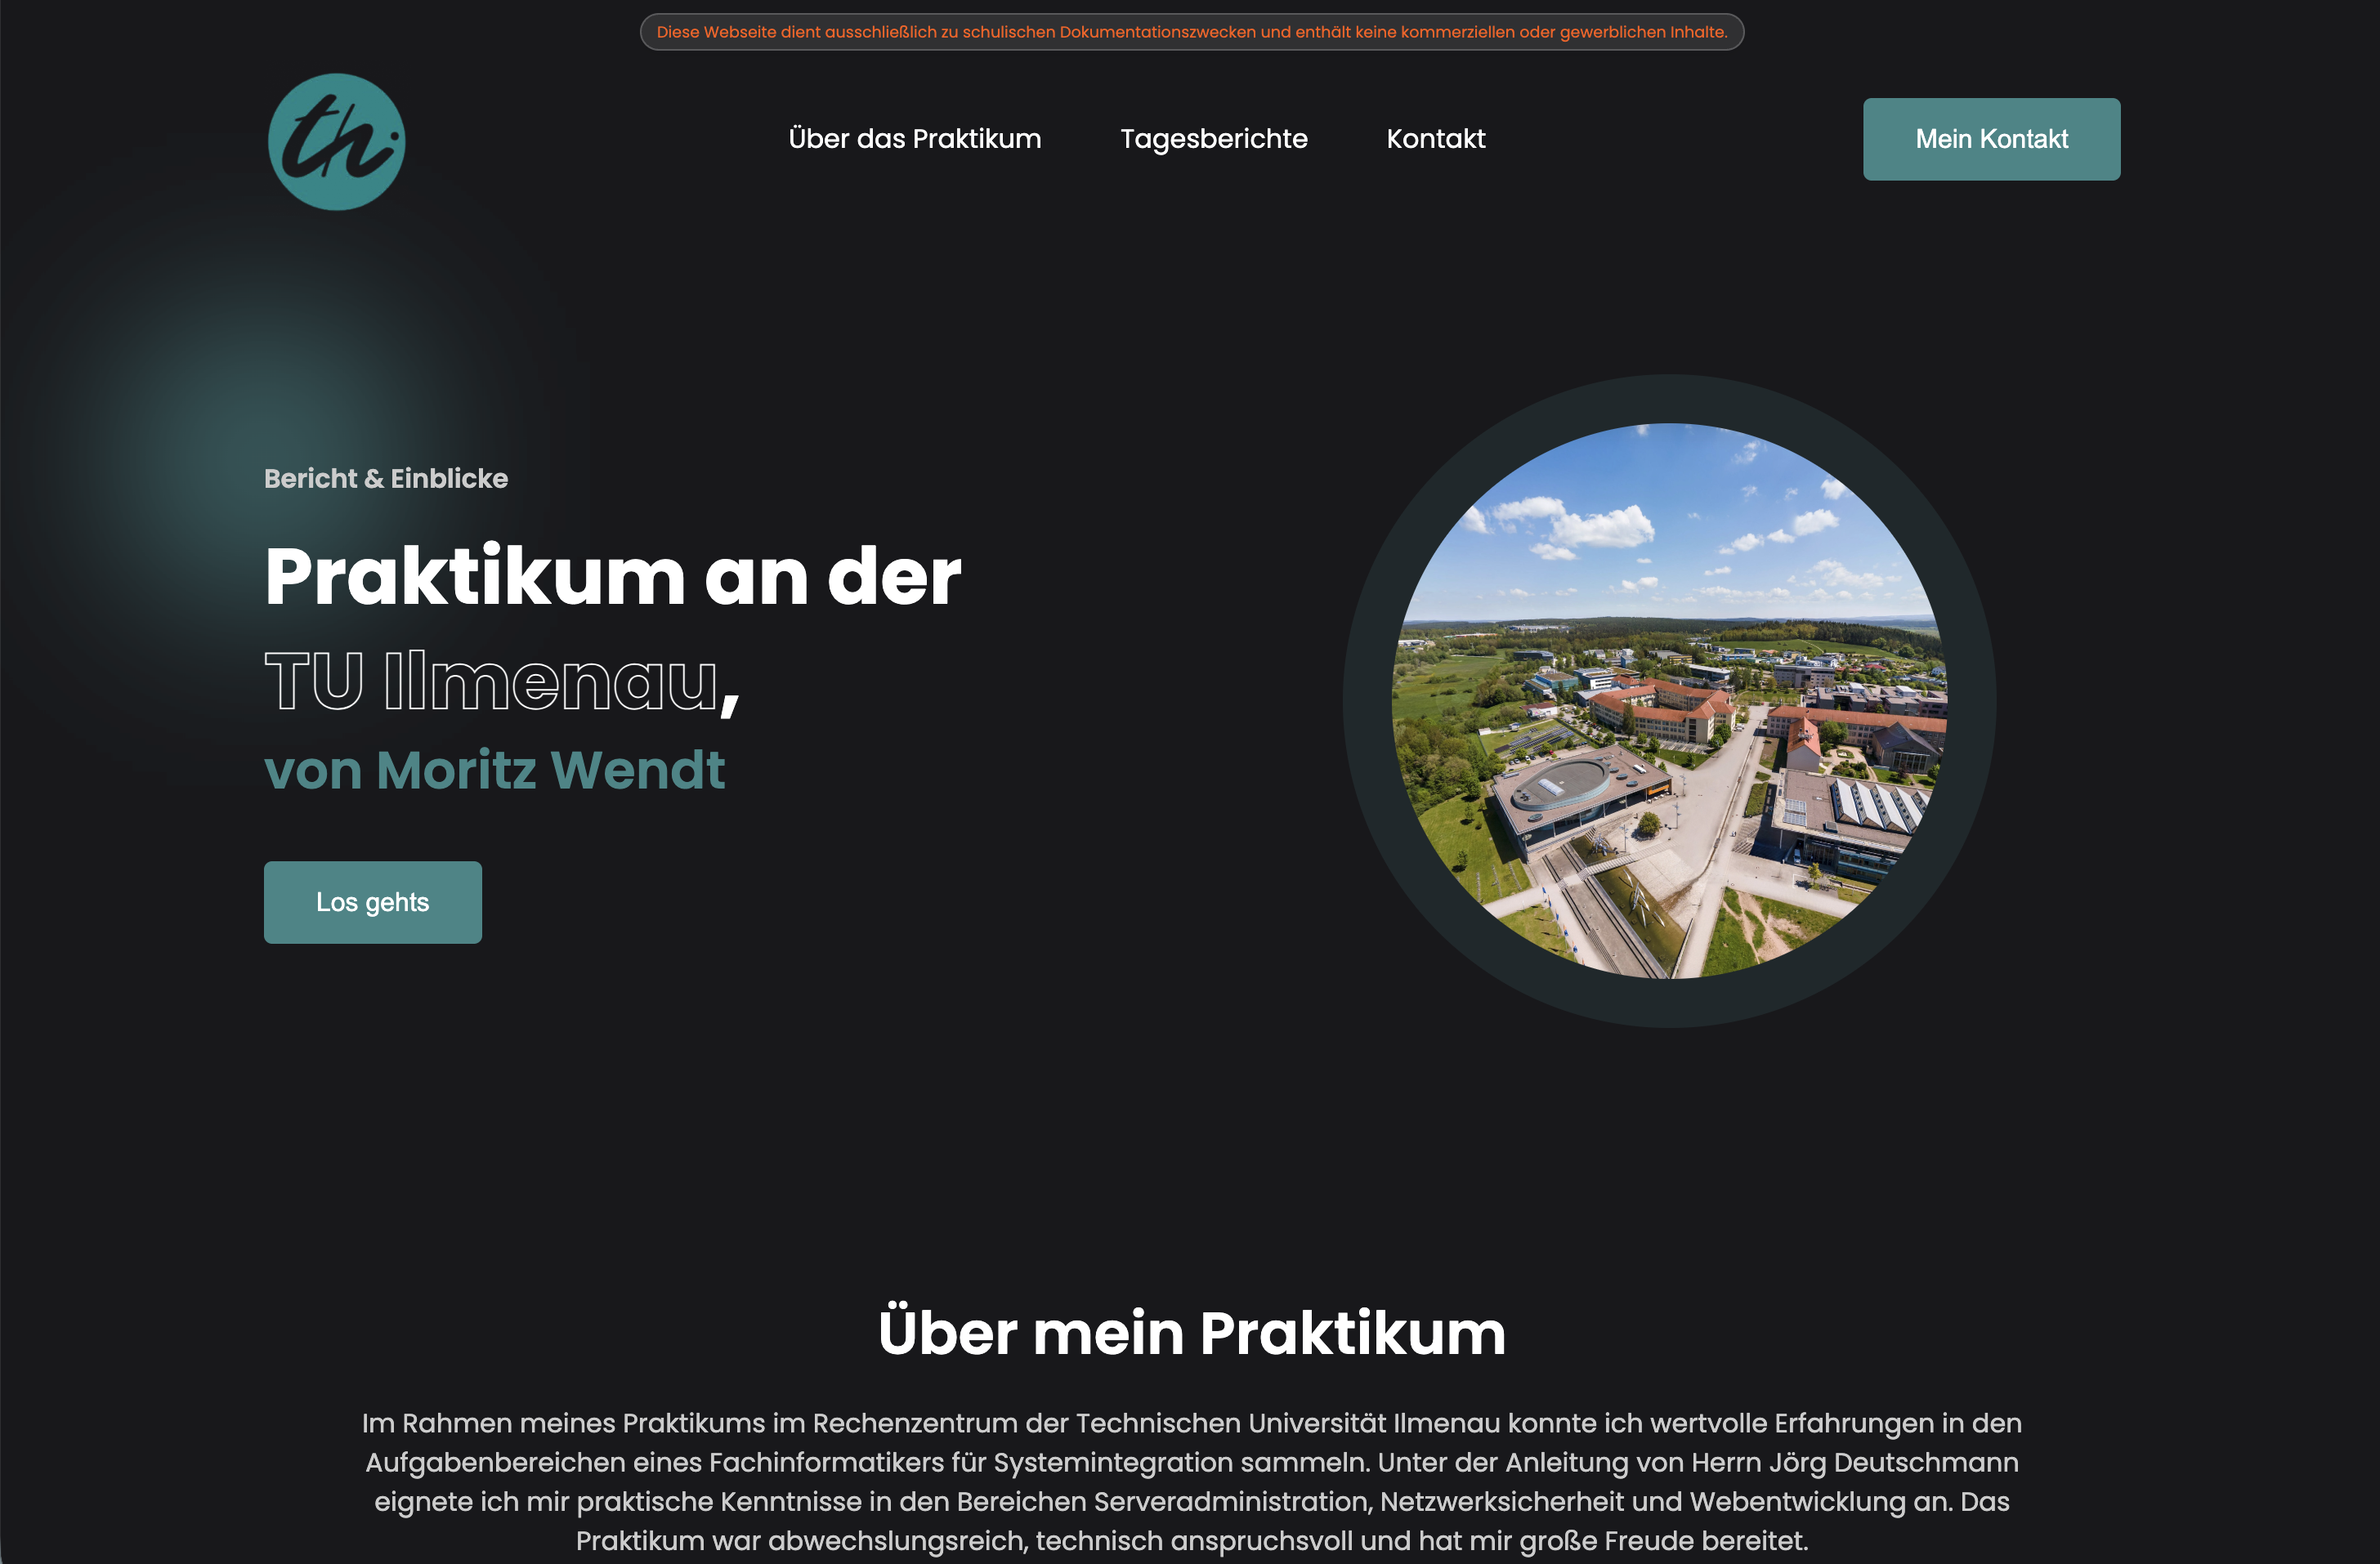 Diese Webseite dient ausschließlich zu schulischen Dokumentationszwecken und enthält keine kommerziellen oder gewerblichen Inhalte.
th.
Über das Praktikum
Tagesberichte
Kontakt
Mein Kontakt
Bericht & Einblicke
Praktikum an der
TU Ilmenau,
von Moritz Wendt
Los gehts
Über mein Praktikum
Im Rahmen meines Praktikums im Rechenzentrum der Technischen Universität Ilmenau konnte ich wertvolle Erfahrungen in den
Aufgabenbereichen eines Fachinformatikers für Systemintegration sammeln. Unter der Anleitung von Herrn Jörg Deutschmann
eignete ich mir praktische Kenntnisse in den Bereichen Serveradministration, Netzwerksicherheit und Webentwicklung an. Das
Praktikum war abwechslungsreich, technisch anspruchsvoll und hat mir große Freude bereitet.